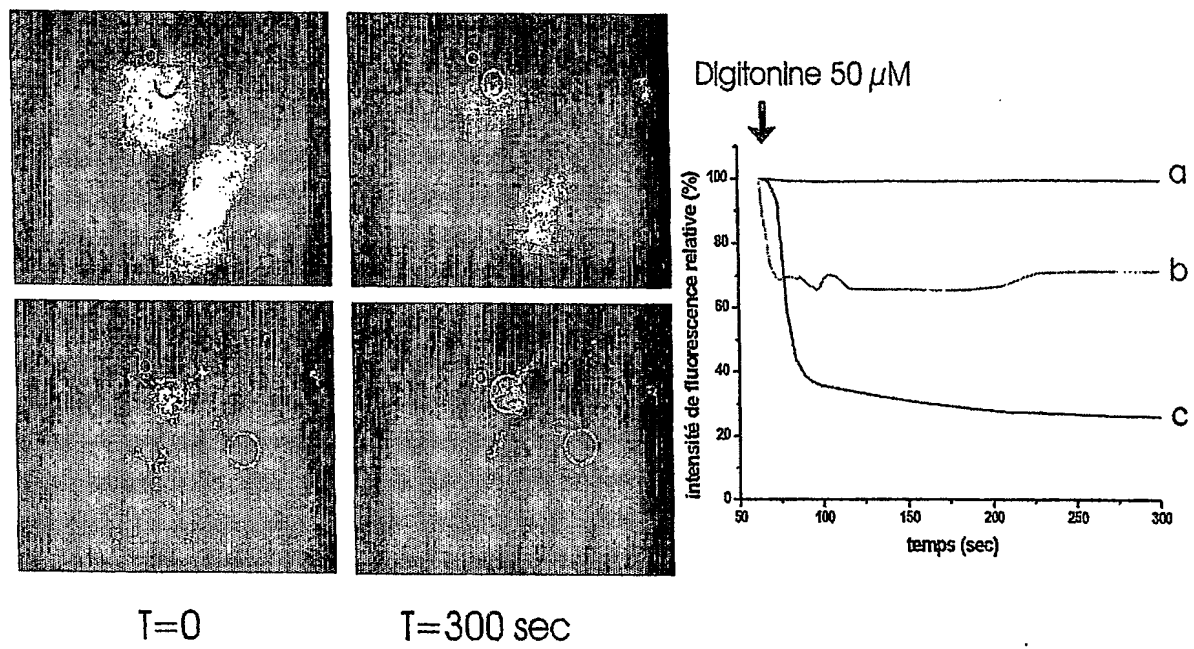 Digitonine 50 µM
intensité de fluorescence relative (%)
100
80
60
40
20
0
a
b
c
50
100
150
200
250
300
temps (sec)
T=0
T=300 sec